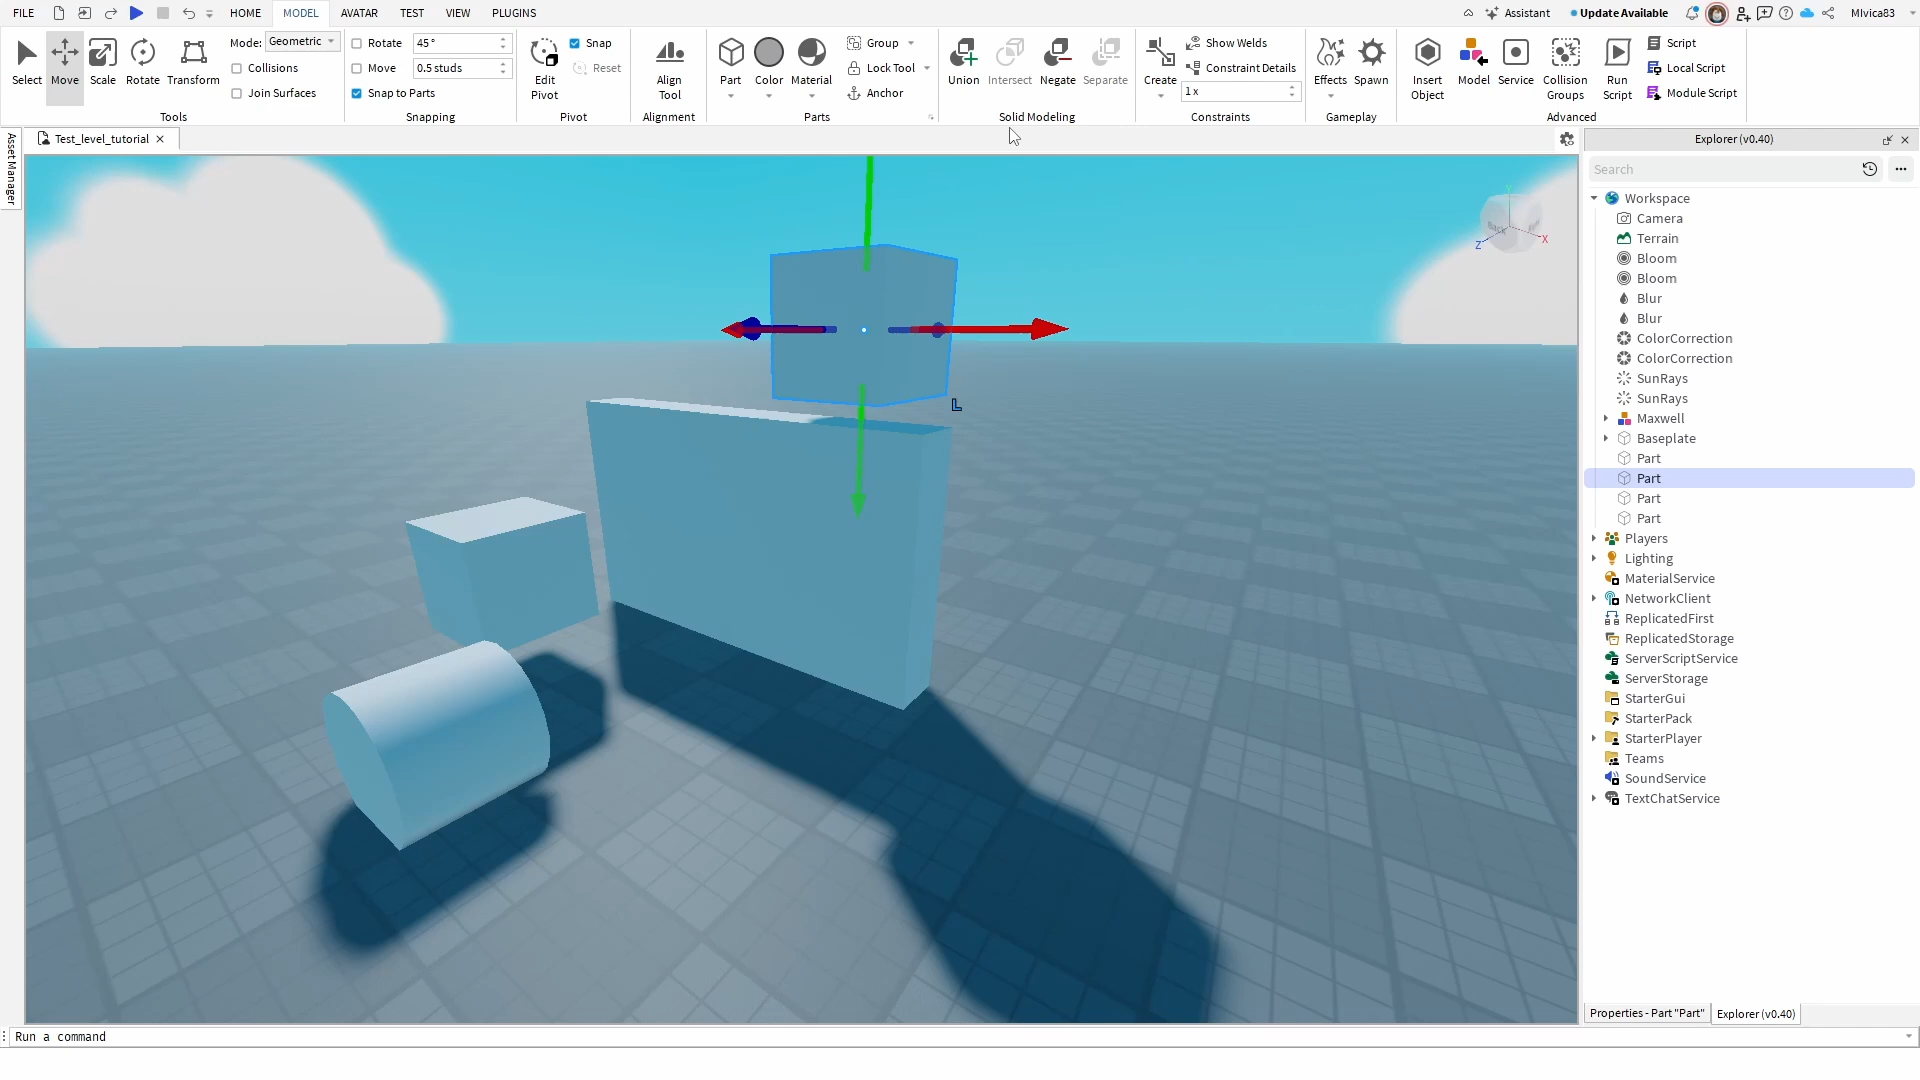 FILE HOME MODEL AVATAR TEST VIEW PLUGINS Assistant Update Available MIvica83
Select Move Scale Rotate Transform
Mode: Geometric
Collisions
Join Surfaces
Tools
Rotate 45°
Move 0.5 studs
Snap to Parts
Snapping
Edit Pivot
Snap
Reset
Pivot
Align Tool
Alignment
Part Color Material
Group
Lock Tool
Anchor
Parts
Union Intersect Negate Separate
Solid Modeling
Create
Show Welds
Constraint Details
1 x
Constraints
Effects Spawn
Gameplay
Insert Object
Model
Service
Collision Groups
Run Script
Script
Local Script
Module Script
Advanced
Asset Manager
Test_level_tutorial
Back
Y
Z
X
L
Explorer (v0.40)
Search
Workspace
Camera
Terrain
Bloom
Bloom
Blur
Blur
ColorCorrection
ColorCorrection
SunRays
SunRays
Maxwell
Baseplate
Part
Part
Part
Part
Players
Lighting
MaterialService
NetworkClient
ReplicatedFirst
ReplicatedStorage
ServerScriptService
ServerStorage
StarterGui
StarterPack
StarterPlayer
Teams
SoundService
TextChatService
Properties - Part "Part" Explorer (v0.40)
Run a command